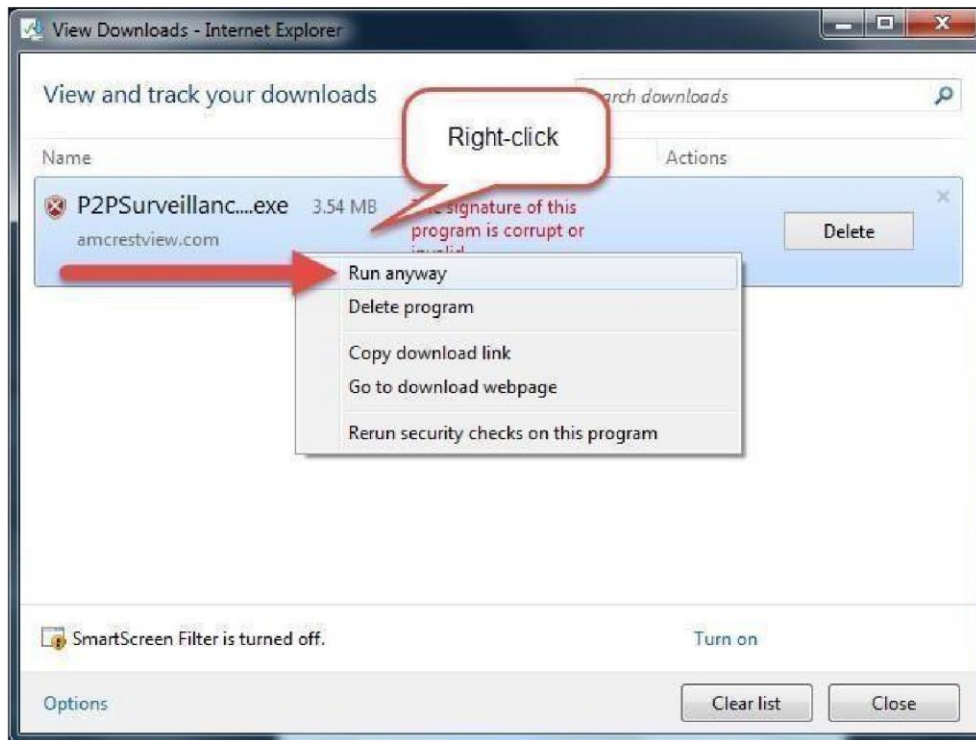 View Downloads - Internet Explorer
View and track your downloads
downloads
Right-click
Name
Actions
P2PSurveillanc....exe 3.54 MB
signature of this
program is corrupt or
amcrestview.com
Delete
Run anyway
Delete program
Copy download link
Go to download webpage
Rerun security checks on this program
SmartScreen Filter is turned off.
Turn on
Options
Clear list
Close